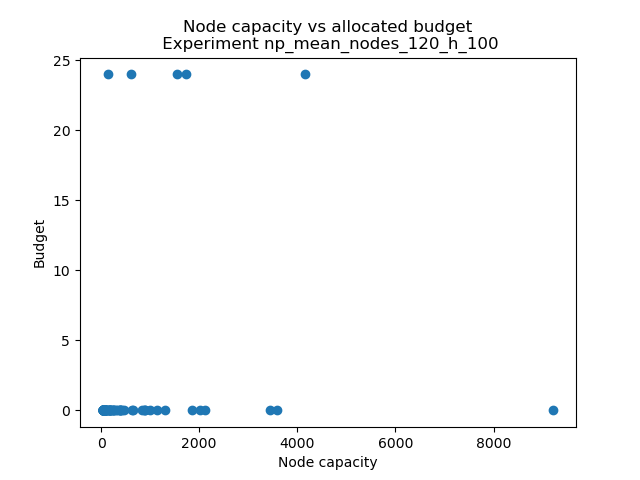 Node capacity vs allocated budget
Experiment np_mean_nodes_120_h_100
25
20
15
10
5
0
Budget
0 2000 4000 6000 8000
Node capacity